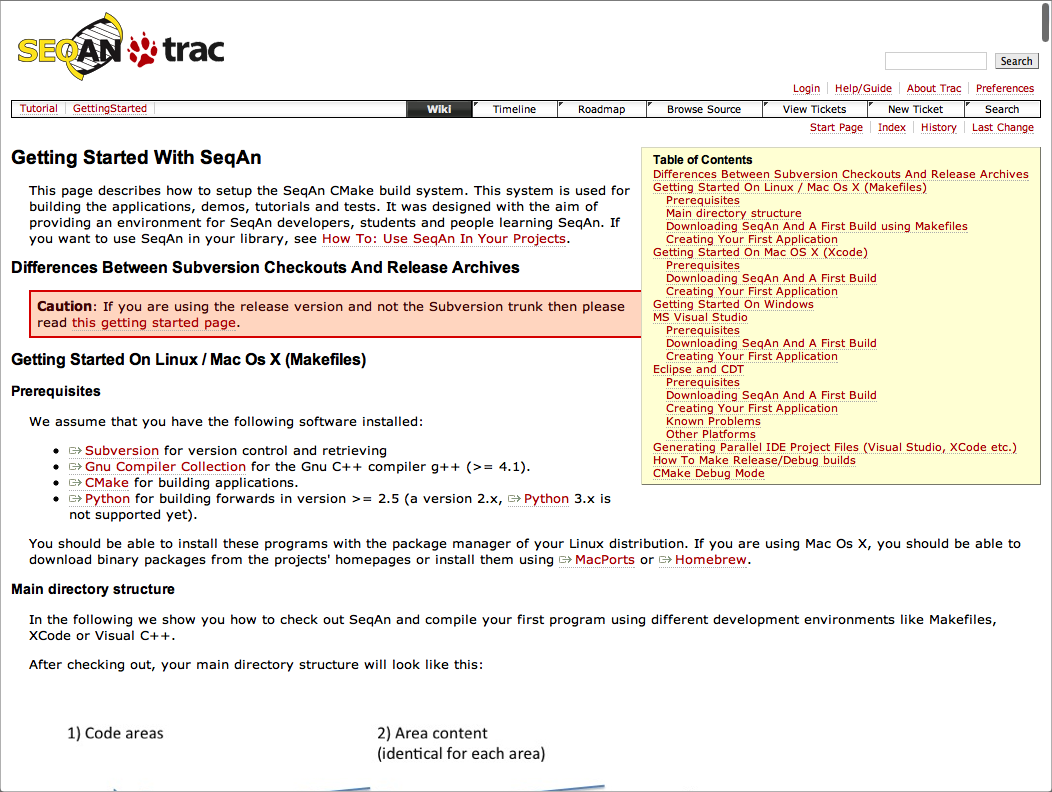 SEQAN trac
Search
Login Help/Guide About Trac Preferences
Tutorial GettingStarted Wiki Timeline Roadmap Browse Source View Tickets New Ticket Search
Start Page Index History Last Change
Getting Started With SeqAn
This page describes how to setup the SeqAn CMake build system. This system is used for
building the applications, demos, tutorials and tests. It was designed with the aim of
providing an environment for SeqAn developers, students and people learning SeqAn. If
you want to use SeqAn in your library, see How To: Use SeqAn In Your Projects.
Differences Between Subversion Checkouts And Release Archives
Caution: If you are using the release version and not the Subversion trunk then please
read this getting started page.
Table of Contents
Differences Between Subversion Checkouts And Release Archives
Getting Started On Linux / Mac Os X (Makefiles)
Prerequisites
Main directory structure
Downloading SeqAn And A First Build using Makefiles
Creating Your First Application
Getting Started On Mac OS X (Xcode)
Prerequisites
Downloading SeqAn And A First Build
Creating Your First Application
Getting Started On Windows
MS Visual Studio
Prerequisites
Downloading SeqAn And A First Build
Creating Your First Application
Eclipse and CDT
Prerequisites
Downloading SeqAn And A First Build
Creating Your First Application
Known Problems
Other Platforms
Generating Parallel IDE Project Files (Visual Studio, XCode etc.)
How To Make Release/Debug builds
CMake Debug Mode
Getting Started On Linux / Mac Os X (Makefiles)
Prerequisites
We assume that you have the following software installed:
• Subversion for version control and retrieving
• Gnu Compiler Collection for the Gnu C++ compiler g++ (>= 4.1).
• CMake for building applications.
• Python for building forwards in version >= 2.5 (a version 2.x, Python 3.x is
not supported yet).
You should be able to install these programs with the package manager of your Linux distribution. If you are using Mac Os X, you should be able to
download binary packages from the projects' homepages or install them using MacPorts or Homebrew.
Main directory structure
In the following we show you how to check out SeqAn and compile your first program using different development environments like Makefiles,
XCode or Visual C++.
After checking out, your main directory structure will look like this:
1) Code areas
2) Area content
(identical for each area)